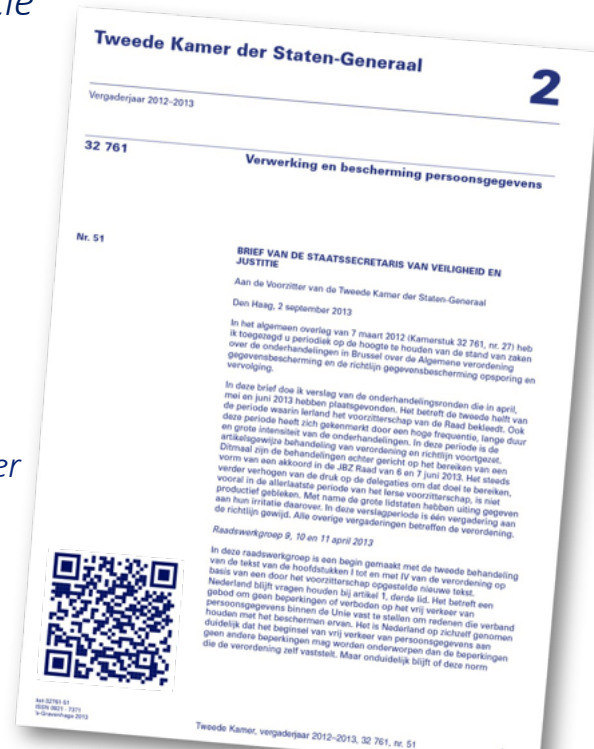 Tweede Kamer der Staten-Generaal
2
Vergaderjaar 2012–2013
32 761
Verwerking en bescherming persoonsgegevens
Nr. 51
BRIEF VAN DE STAATSSECRETARIS VAN VEILIGHEID EN
JUSTITIE
Aan de Voorzitter van de Tweede Kamer der Staten-Generaal
Den Haag, 2 september 2013
In het algemeen overleg van 7 maart 2012 (Kamerstuk 32 761, nr. 27) heb
ik toegezegd u periodiek op de hoogte te houden van de stand van zaken
over de onderhandelingen in Brussel over de Algemene verordening
gegevensbescherming en de richtlijn gegevensbescherming opsporing en
vervolging.
In deze brief doe ik verslag van de onderhandelingsronden die in april,
mei en juni 2013 hebben plaatsgevonden. Het betreft de tweede helft van
de periode waarin Ierland het voorzitterschap van de Raad bekleedt. Ook
deze periode heeft zich gekenmerkt door een hoge frequentie, lange duur
en grote intensiteit van de onderhandelingen. In deze periode is de
artikelsgewijze behandeling van verordening en richtlijn voortgezet.
Ditmaal zijn de behandelingen echter gericht op het bereiken van een
vorm van een akkoord in de JBZ Raad van 6 en 7 juni 2013. Het steeds
verder verhogen van de druk op de delegaties om dat doel te bereiken,
vooral in de allerlaatste periode van het Ierse voorzitterschap, is niet
productief gebleken. Met name de grote lidstaten hebben uiting gegeven
aan hun irritatie daarover. In deze verslagperiode is één vergadering aan
de richtlijn gewijd. Alle overige vergaderingen betreffen de verordening.
Raadswerkgroep 9, 10 en 11 april 2013
In deze raadswerkgroep is een begin gemaakt met de tweede behandeling
van de tekst van de hoofdstukken I tot en met IV van de verordening op
basis van een door het voorzitterschap opgestelde nieuwe tekst.
Nederland blijft vragen houden bij artikel 1, derde lid. Het betreft een
gebod om geen beperkingen of verboden op het vrij verkeer van
persoonsgegevens binnen de Unie vast te stellen om redenen die verband
houden met het beschermen ervan. Het is Nederland op zichzelf genomen
duidelijk dat het beginsel van vrij verkeer van persoonsgegevens aan
geen andere beperkingen mag worden onderworpen dan de beperkingen
die de verordening zelf vaststelt. Maar onduidelijk blijft of deze norm
kst-32761-51
ISSN 0921 - 7371
's-Gravenhage 2013
Tweede Kamer, vergaderjaar 2012–2013, 32 761, nr. 51